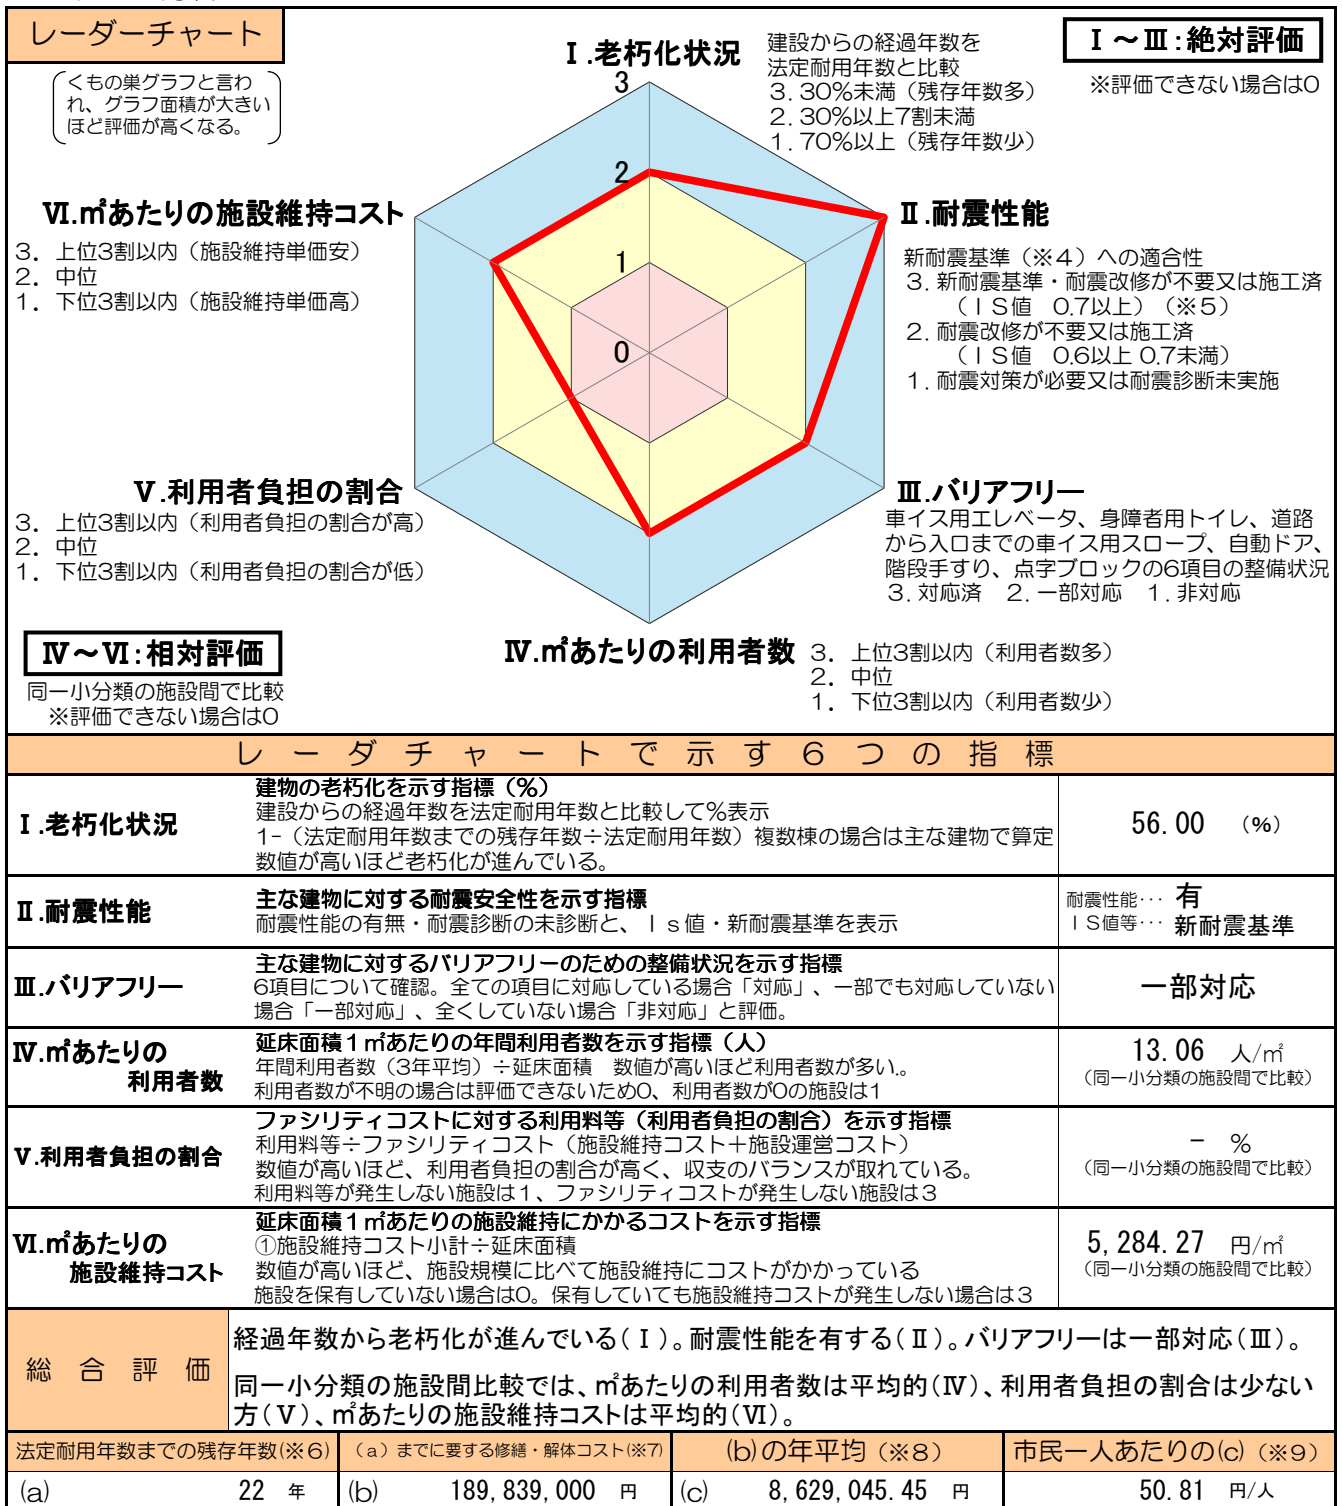 レーダーチャート
くもの巣グラフと言わ
れ、グラフ面積が大きい
ほど評価が高くなる。
Ⅰ.老朽化状況
建設からの経過年数を
法定耐用年数と比較
3.30%未満（残存年数多）
2.30%以上7割未満
1.70%以上（残存年数少）
Ⅰ～Ⅲ:絶対評価
※評価できない場合は0
3
2
1
0
Ⅵ.㎡あたりの施設維持コスト
3．上位3割以内（施設維持単価安）
2．中位
1．下位3割以内（施設維持単価高）
Ⅱ.耐震性能
新耐震基準（※4）への適合性
3.新耐震基準・耐震改修が不要又は施工済
（ＩＳ値　0.7以上）（※5）
2.耐震改修が不要又は施工済
（ＩＳ値　0.6以上 0.7未満）
1.耐震対策が必要又は耐震診断未実施
Ⅴ.利用者負担の割合
3．上位3割以内（利用者負担の割合が高）
2．中位
1．下位3割以内（利用者負担の割合が低）
Ⅲ.バリアフリー
車イス用エレベータ、身障者用トイレ、道路
から入口までの車イス用スロープ、自動ドア、
階段手すり、点字ブロックの6項目の整備状況
3.対応済　2.一部対応　1.非対応
Ⅳ～Ⅵ:相対評価
同一小分類の施設間で比較
※評価できない場合は0
Ⅳ.㎡あたりの利用者数
3．上位3割以内（利用者数多）
2．中位
1．下位3割以内（利用者数少）
レーダチャートで示す6つの指標
Ⅰ.老朽化状況
建物の老朽化を示す指標（%）
建設からの経過年数を法定耐用年数と比較して%表示
1-（法定耐用年数までの残存年数÷法定耐用年数）複数棟の場合は主な建物で算定
数値が高いほど老朽化が進んでいる。
56.00　（%）
Ⅱ.耐震性能
主な建物に対する耐震安全性を示す指標
耐震性能の有無・耐震診断の未診断と、Ｉｓ値・新耐震基準を表示
耐震性能… 有
ＩＳ値等… 新耐震基準
Ⅲ.バリアフリー
主な建物に対するバリアフリーのための整備状況を示す指標
6項目について確認。全ての項目に対応している場合「対応」、一部でも対応していない
場合「一部対応」、全くしていない場合「非対応」と評価。
一部対応
Ⅳ.㎡あたりの
利用者数
延床面積１㎡あたりの年間利用者数を示す指標（人）
年間利用者数（3年平均）÷延床面積　数値が高いほど利用者数が多い。
利用者数が不明の場合は評価できないため0、利用者数が0の施設は1
13.06　人/㎡
（同一小分類の施設間で比較）
Ⅴ.利用者負担の割合
ファシリティコストに対する利用料等（利用者負担の割合）を示す指標
利用料等÷ファシリティコスト（施設維持コスト＋施設運営コスト）
数値が高いほど、利用者負担の割合が高く、収支のバランスが取れている。
利用料等が発生しない施設は１、ファシリティコストが発生しない施設は３
-　%
（同一小分類の施設間で比較）
Ⅵ.㎡あたりの
施設維持コスト
延床面積１㎡あたりの施設維持にかかるコストを示す指標
①施設維持コスト小計÷延床面積
数値が高いほど、施設規模に比べて施設維持にコストがかかっている
施設を保有していない場合は0。保有していても施設維持コストが発生しない場合は３
5,284.27　円/㎡
（同一小分類の施設間で比較）
総合評価
経過年数から老朽化が進んでいる(Ⅰ)。耐震性能を有する(Ⅱ)。バリアフリーは一部対応(Ⅲ)。
同一小分類の施設間比較では、㎡あたりの利用者数は平均的(Ⅳ)、利用者負担の割合は少ない
方(Ⅴ)、㎡あたりの施設維持コストは平均的(Ⅵ)。
法定耐用年数までの残存年数(※6)
（a）までに要する修繕・解体コスト(※7)
(b)の年平均（※8）
市民一人あたりの(c)（※9）
(a)　22　年
(b)　189,839,000　円
(c)　8,629,045.45　円
50.81　円/人